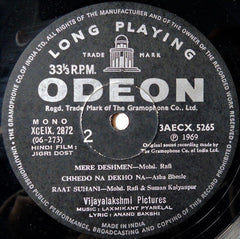 LONG PLAYING
TRADE MARK
33⅓ R.P.M.
ODEON
Regd. Trade Mark of The Gramophone Co., Ltd.
MONO
XCEIX. 2872
(06-273)
HINDI FILM:
JIGRI DOST
2
3AECX. 5265
℗ 1969
Original sound recording made by
The Gramophone Co. of India Ltd.
MERE DESHMEN—Mohd. Rafi
CHHEDO NA DEKHO NA—Asha Bhosle
RAAT SUHANI—Mohd. Rafi & Suman Kalyanpur
Vijayalakshmi Pictures
MUSIC: LAXMIKANT PYARELAL
LYRIC: ANAND BAKSHI
MADE IN INDIA